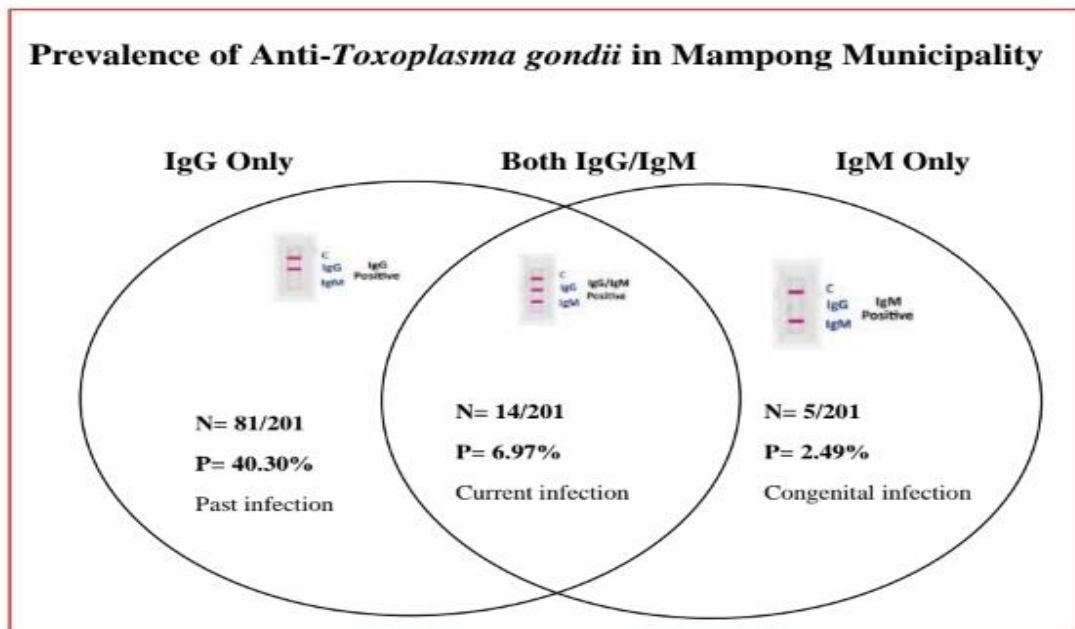 Prevalence of Anti-Toxoplasma gondii in Mampong Municipality
IgG Only
Both IgG/IgM
IgM Only
C
IgG
IgM
IgG
Positive
C
IgG
IgM
IgG/IgM
Positive
C
IgG
IgM
IgM
Positive
N= 81/201
P= 40.30%
Past infection
N= 14/201
P= 6.97%
Current infection
N= 5/201
P= 2.49%
Congenital infection